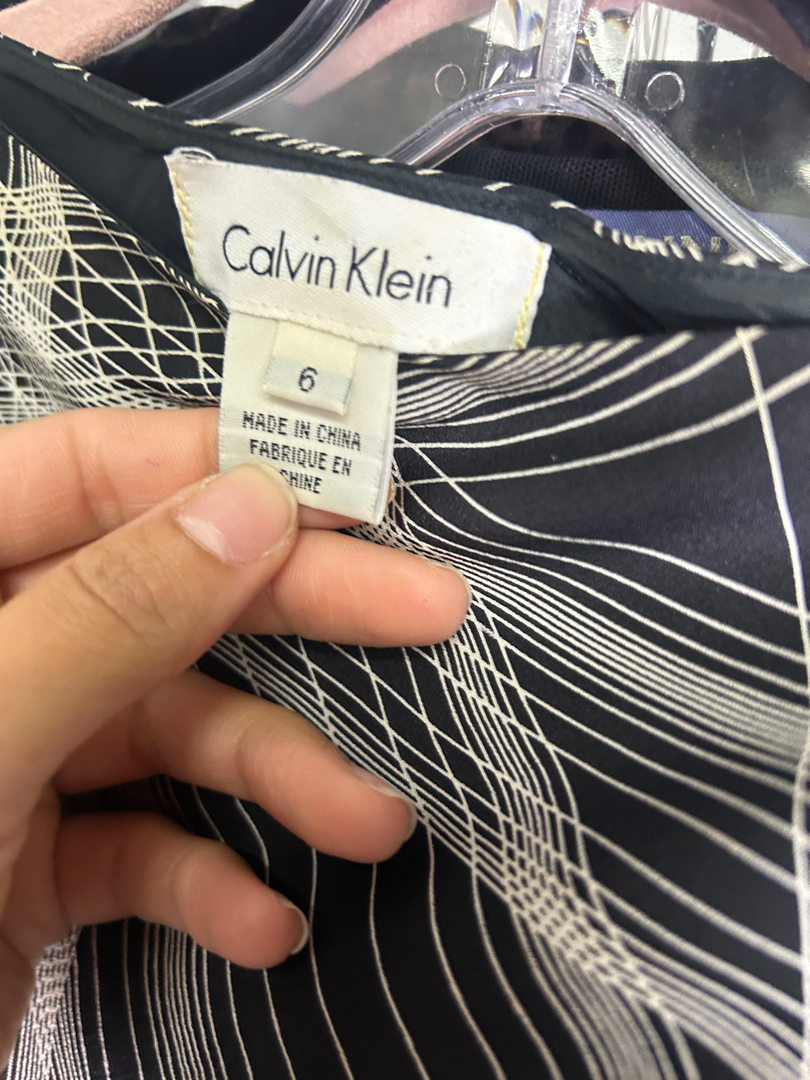 Calvin Klein
6
MADE IN CHINA
FABRIQUE EN
CHINE